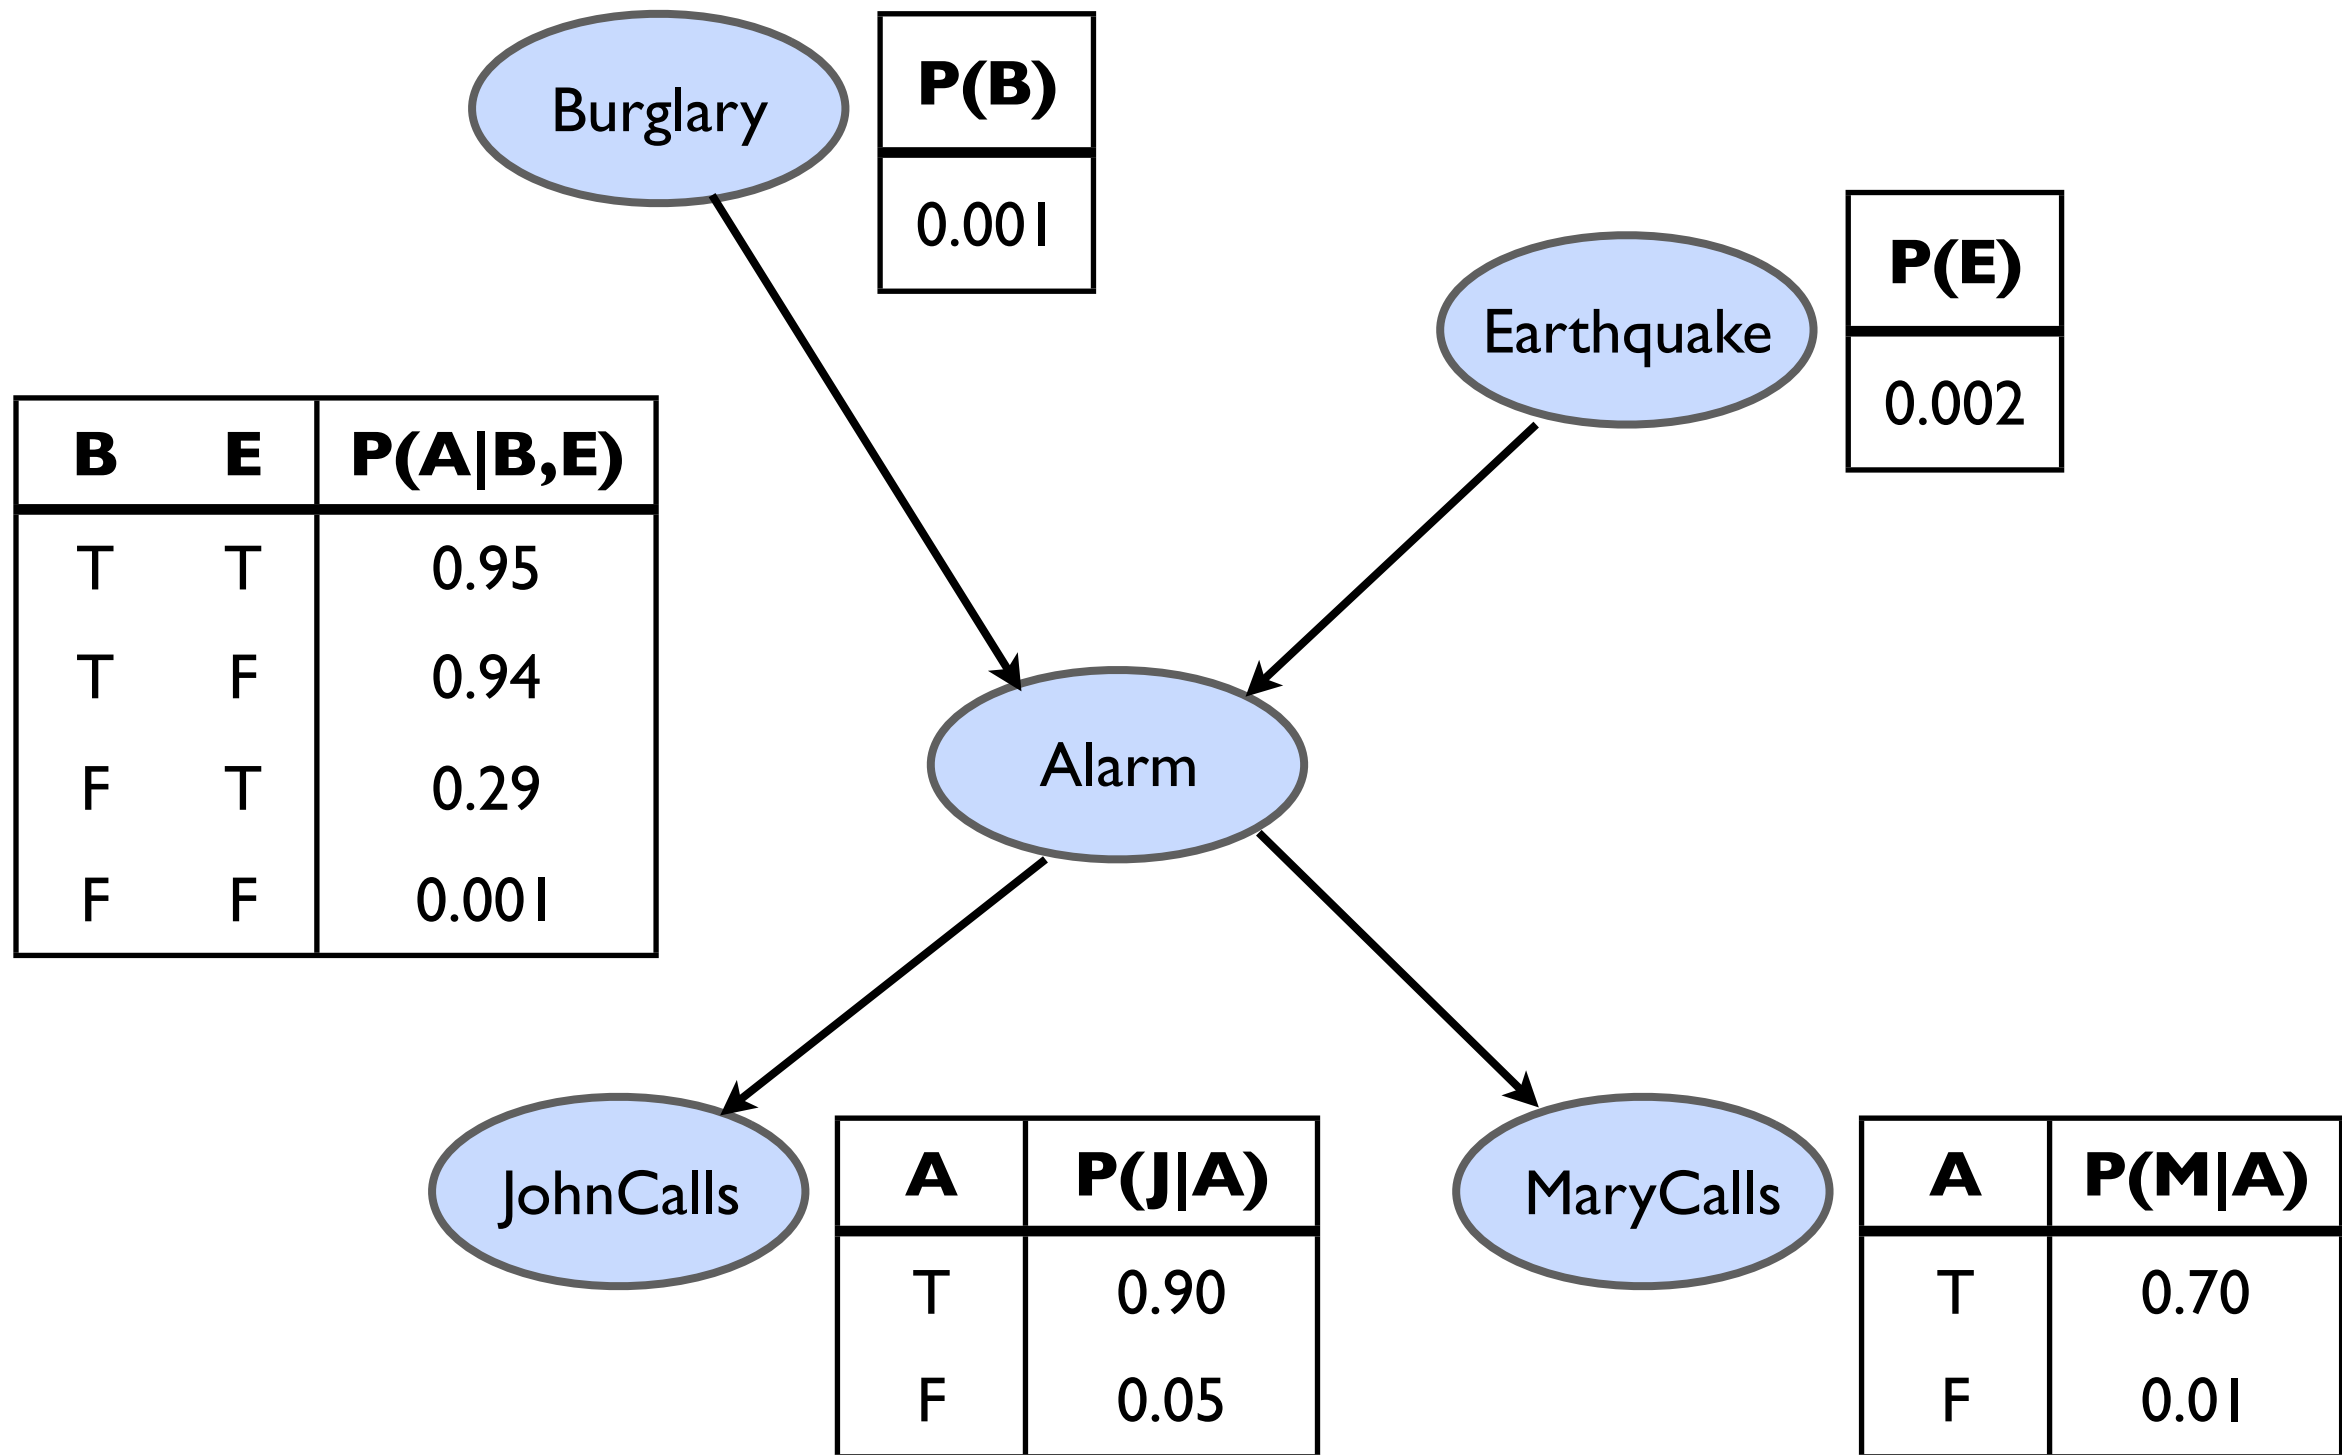 Burglary
P(B)
0.001
Earthquake
P(E)
0.002
B E P(A|B,E)
T T 0.95
T F 0.94
F T 0.29
F F 0.001
Alarm
JohnCalls
A P(J|A)
T 0.90
F 0.05
MaryCalls
A P(M|A)
T 0.70
F 0.01